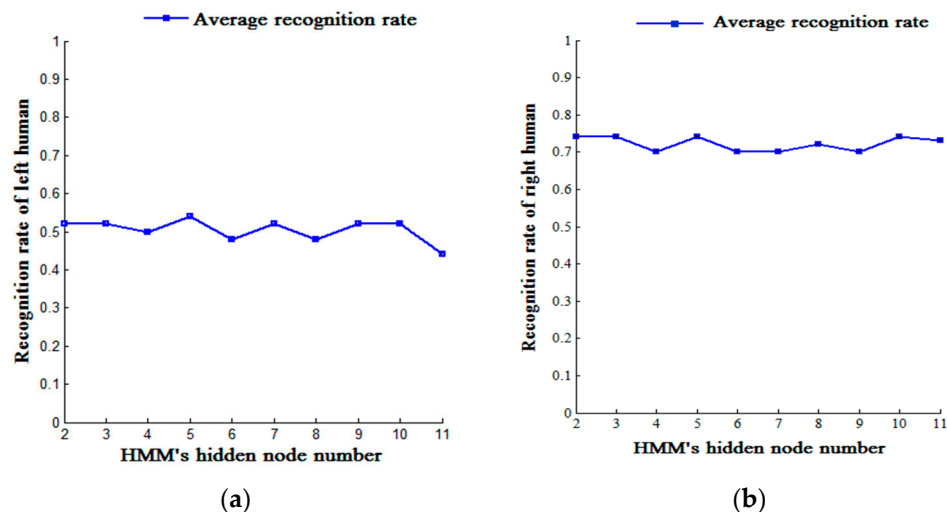 Average recognition rate
1
0.9
0.8
0.7
0.6
0.5
0.4
0.3
0.2
0.1
0
Recognition rate of left human
2 3 4 5 6 7 8 9 10 11
HMM's hidden node number
(a)
Average recognition rate
1
0.9
0.8
0.7
0.6
0.5
0.4
0.3
0.2
0.1
0
Recognition rate of right human
2 3 4 5 6 7 8 9 10 11
HMM's hidden node number
(b)